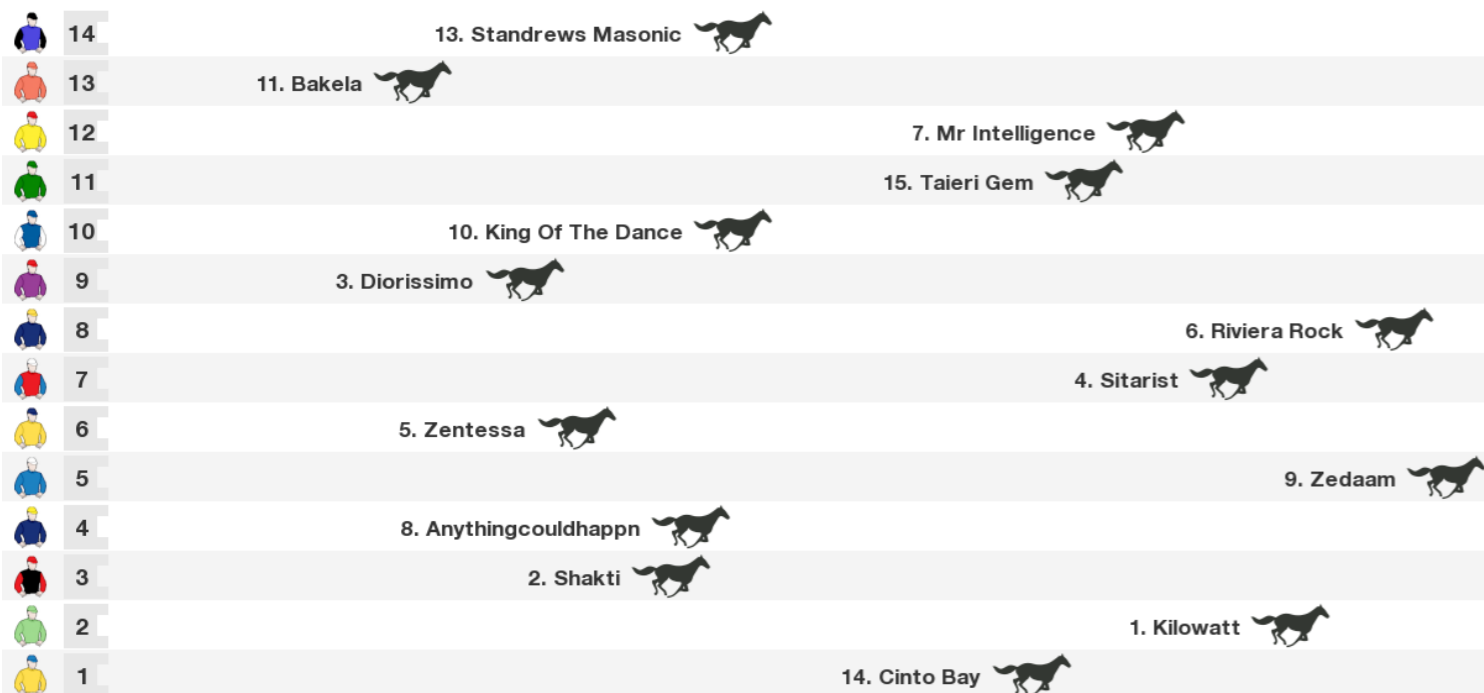 14 13. Standrews Masonic
13 11. Bakela
12 7. Mr Intelligence
11 15. Taieri Gem
10 10. King Of The Dance
9 3. Diorissimo
8 6. Riviera Rock
7 4. Sitarist
6 5. Zentessa
5 9. Zedaam
4 8. Anythingcouldhappn
3 2. Shakti
2 1. Kilowatt
1 14. Cinto Bay